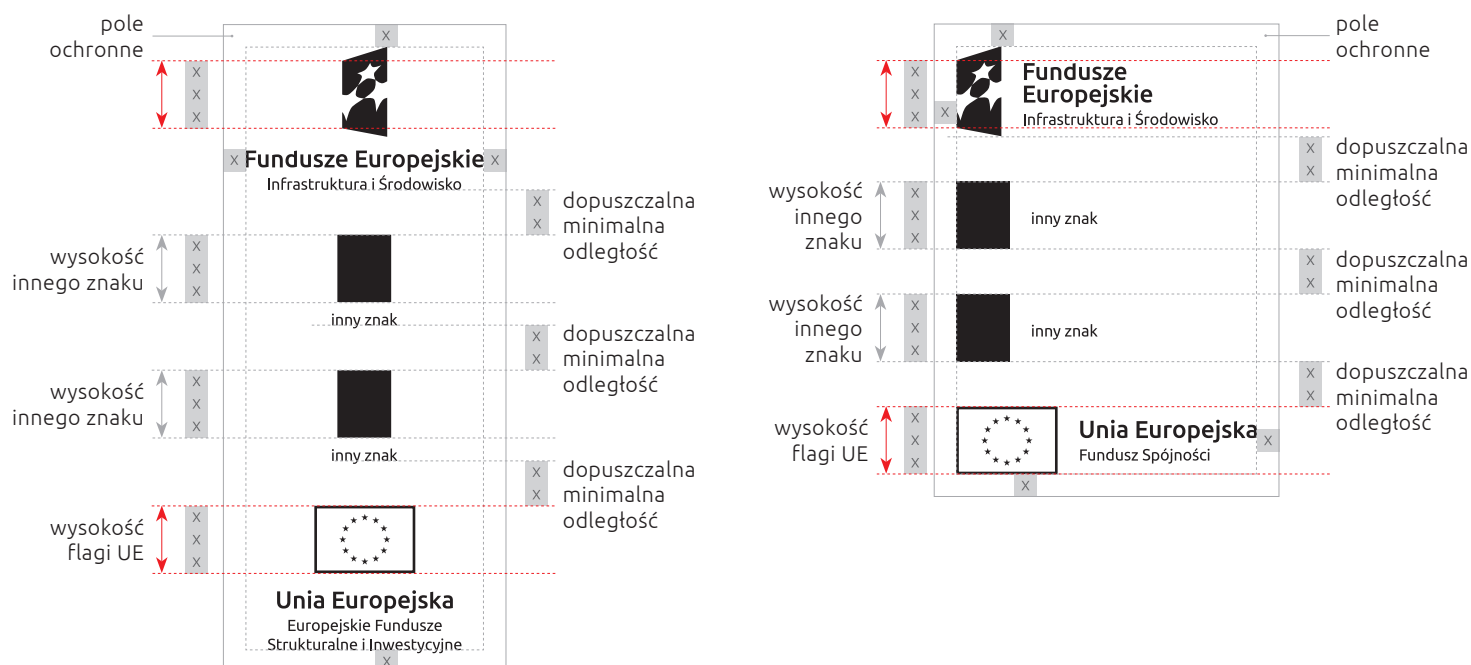 pole
ochronne
x
x
x
x
Fundusze Europejskie
x
x
Infrastruktura i Środowisko
x
x
dopuszczalna
minimalna
odległość
wysokość
innego znaku
x
x
x
inny znak
x
x
dopuszczalna
minimalna
odległość
wysokość
innego znaku
x
x
x
inny znak
x
x
dopuszczalna
minimalna
odległość
wysokość
flagi UE
x
x
x
Unia Europejska
Europejskie Fundusze
Strukturalne i Inwestycyjne
x
pole
ochronne
x
x
x
x
x
Fundusze
Europejskie
Infrastruktura i Środowisko
x
x
dopuszczalna
minimalna
odległość
wysokość
innego
znaku
x
x
x
inny znak
x
x
dopuszczalna
minimalna
odległość
wysokość
innego
znaku
x
x
x
inny znak
x
x
dopuszczalna
minimalna
odległość
wysokość
flagi UE
x
x
x
Unia Europejska
Fundusz Spójności
x
x